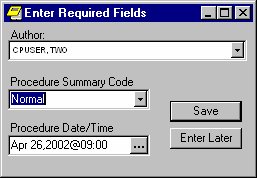 Enter Required Fields
Author:
CPUSER,TWO
Procedure Summary Code
Normal
Save
Procedure Date/Time
Enter Later
Apr 26,2002@09:00
...